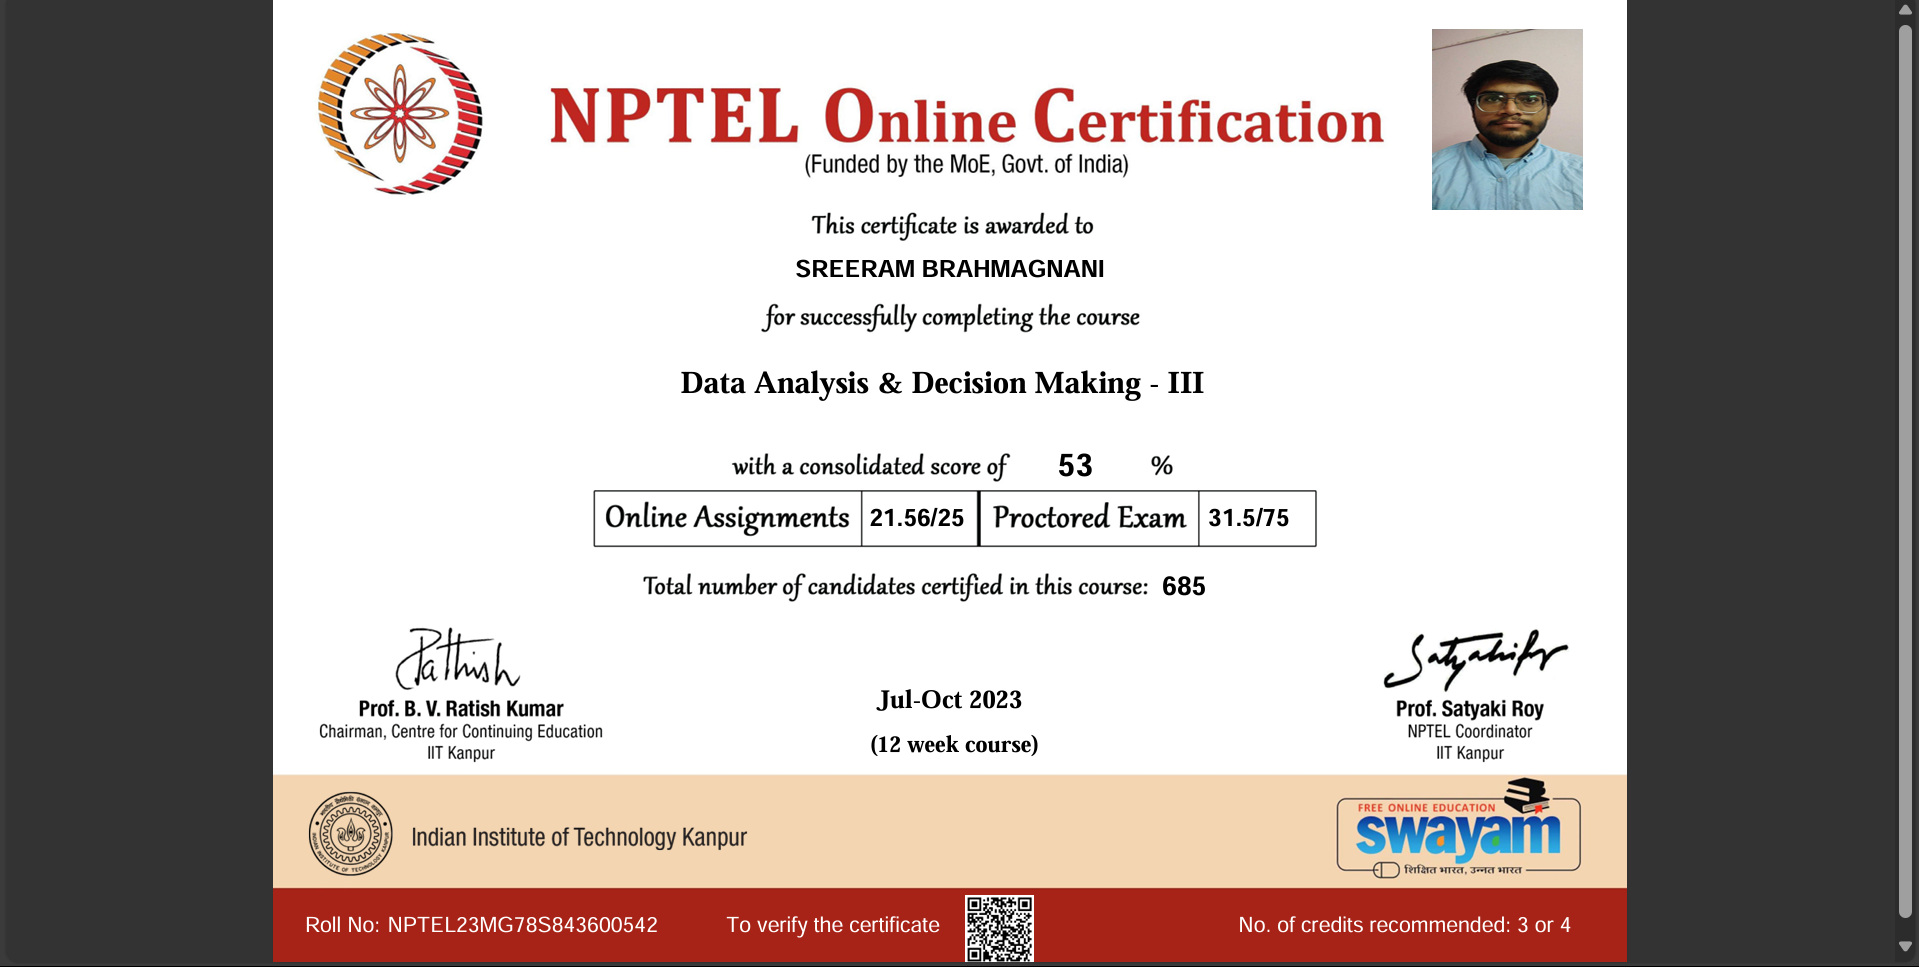 NPTEL Online Certification
(Funded by the MoE, Govt. of India)
This certificate is awarded to
SREERAM BRAHMAGNANI
for successfully completing the course
Data Analysis & Decision Making - III
with a consolidated score of 53 %
Online Assignments 21.56/25 Proctored Exam 31.5/75
Total number of candidates certified in this course: 685
Prof. B. V. Ratish Kumar
Chairman, Centre for Continuing Education
IIT Kanpur
Jul-Oct 2023
(12 week course)
Prof. Satyaki Roy
NPTEL Coordinator
IIT Kanpur
Indian Institute of Technology Kanpur
FREE ONLINE EDUCATION
swayam
शिक्षित भारत, उन्नत भारत
Roll No: NPTEL23MG78S843600542
To verify the certificate
No. of credits recommended: 3 or 4